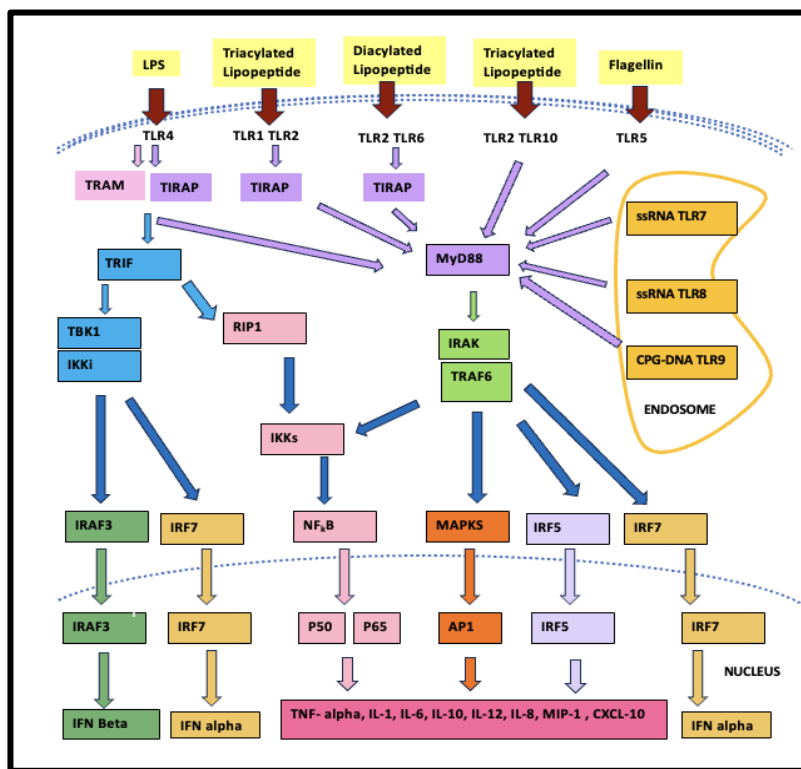 LPS
Triacylated
Lipopeptide
Diacylated
Lipopeptide
Triacylated
Lipopeptide
Flagellin
TLR4
TLR1 TLR2
TLR2 TLR6
TLR2 TLR10
TLR5
TRAM
TIRAP
TIRAP
TIRAP
ssRNA TLR7
TRIF
MyD88
ssRNA TLR8
TBK1
RIP1
IRAK
IKKi
TRAF6
CPG-DNA TLR9
ENDOSOME
IKKs
IRAF3
IRF7
NFkB
MAPKS
IRF5
IRF7
IRAF3
IRF7
P50
P65
AP1
IRF5
IRF7
NUCLEUS
IFN Beta
IFN alpha
TNF- alpha, IL-1, IL-6, IL-10, IL-12, IL-8, MIP-1 , CXCL-10
IFN alpha